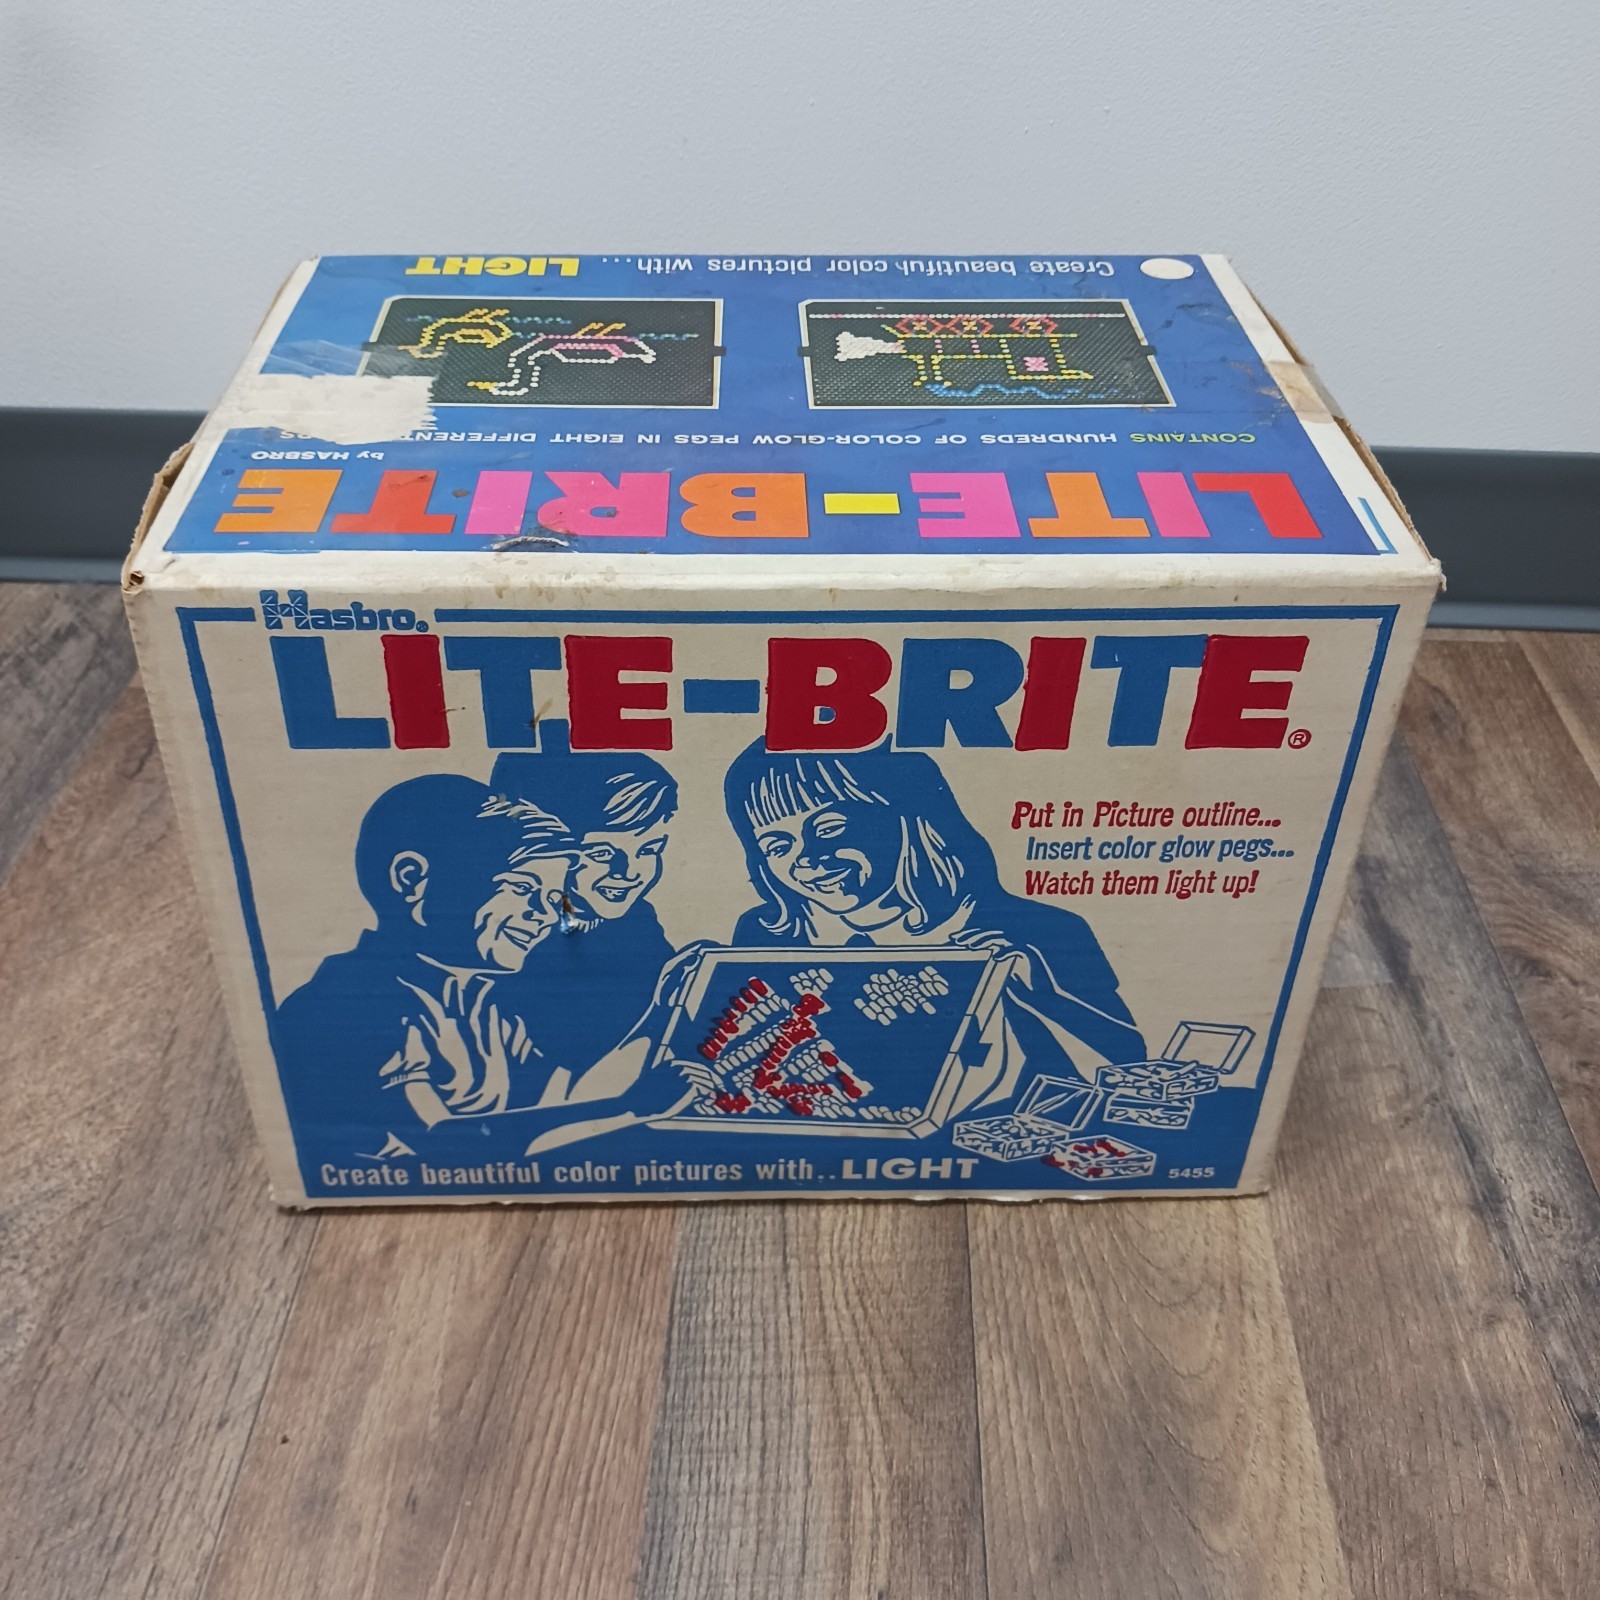 Create beautiful color pictures with.... LIGHT
CONTAINS HUNDREDS OF COLOR-GLOW PEGS IN EIGHT DIFFERENT
by HASBRO
LITE-BRITE
Hasbro®
LITE-BRITE®
Put in Picture outline...
Insert color glow pegs...
Watch them light up!
Create beautiful color pictures with.. LIGHT
5455